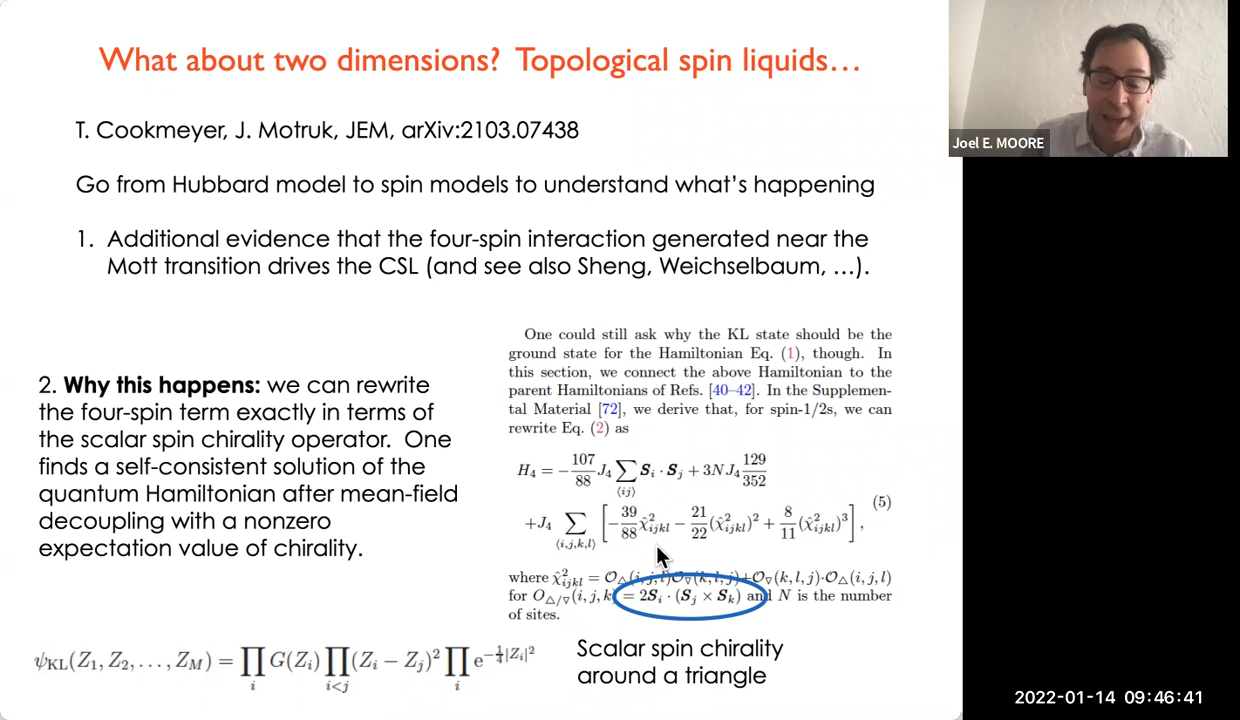 What about two dimensions? Topological spin liquids...
T. Cookmeyer, J. Motruk, JEM, arXiv:2103.07438
Go from Hubbard model to spin models to understand what's happening
1. Additional evidence that the four-spin interaction generated near the
Mott transition drives the CSL (and see also Sheng, Weichselbaum, ...).
2. Why this happens: we can rewrite
the four-spin term exactly in terms of
the scalar spin chirality operator. One
finds a self-consistent solution of the
quantum Hamiltonian after mean-field
decoupling with a nonzero
expectation value of chirality.
One could still ask why the KL state should be the
ground state for the Hamiltonian Eq. (1), though. In
this section, we connect the above Hamiltonian to the
parent Hamiltonians of Refs. [40–42]. In the Supplemen-
tal Material [72], we derive that, for spin-1/2s, we can
rewrite Eq. (2) as
H₄ = −107/88 J₄ ∑⟨ij⟩ Sᵢ · Sⱼ + 3NJ₄ 129/352
+J₄ ∑⟨i,j,k,l⟩ [−39/88 χ̂²ijkl − 21/22 (χ̂²ijkl)² + 8/11 (χ̂²ijkl)³], (5)
where χ̂²ijkl = O△(i,j,l)O▽(k,l,j)+O▽(k,l,j)·O△(i,j,l)
for O△/▽(i,j,k) = 2Sᵢ · (Sⱼ × Sₖ) and N is the number
of sites.
ψKL(Z₁, Z₂, . . . , ZM) = ∏i G(Zᵢ) ∏i<j (Zᵢ − Zⱼ)² ∏i e^−¼|Zᵢ|²
Scalar spin chirality
around a triangle
Joel E. MOORE
2022-01-14 09:46:41